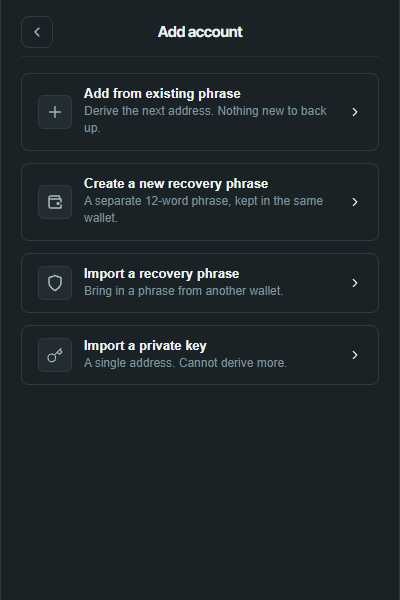 Add account
Add from existing phrase
Derive the next address. Nothing new to back
up.
Create a new recovery phrase
A separate 12-word phrase, kept in the same
wallet.
Import a recovery phrase
Bring in a phrase from another wallet.
Import a private key
A single address. Cannot derive more.